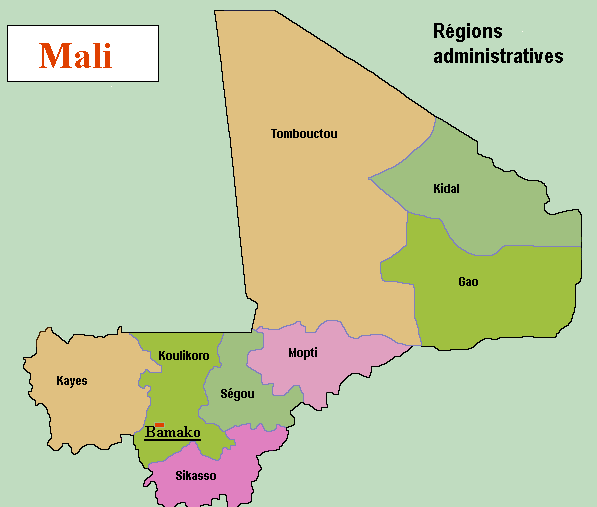 Mali
Régions
administratives
Tombouctou
Kidal
Gao
Mopti
Koulikoro
Kayes
Ségou
Bamako
Sikasso